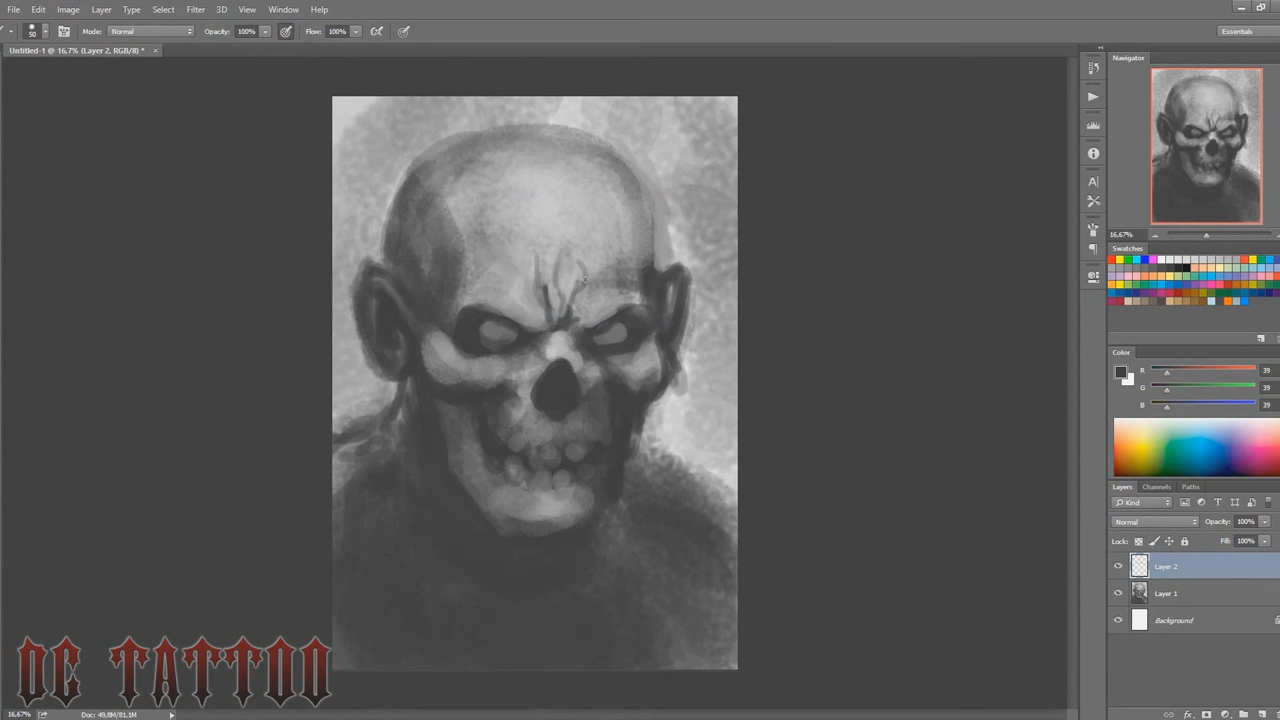 File Edit Image Layer Type Select Filter 3D View Window Help
50 Mode: Normal Opacity: 100% Flow: 100% Essentials
Untitled-1 @ 16,7% (Layer 2, RGB/8) * ×
Navigator
16,67%
Swatches
Color
R 39
G 39
B 39
Layers Channels Paths
Kind
Normal Opacity: 100%
Lock: Fill: 100%
Layer 2
Layer 1
Background
DC TATTOO
16,67% Doc: 49,8M/81,1M